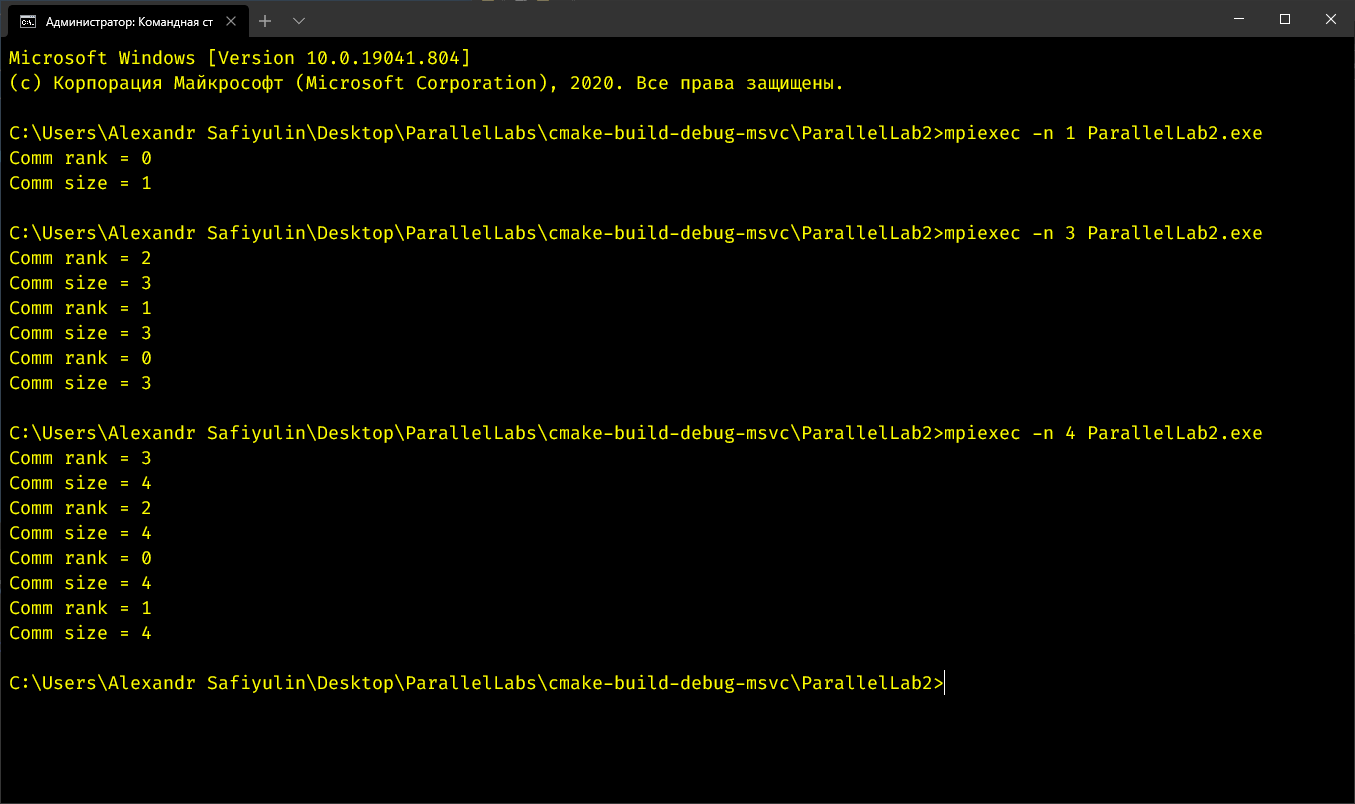 Администратор: Командная ст
Microsoft Windows [Version 10.0.19041.804]
(c) Корпорация Майкрософт (Microsoft Corporation), 2020. Все права защищены.
C:\Users\Alexandr Safiyulin\Desktop\ParallelLabs\cmake-build-debug-msvc\ParallelLab2>mpiexec -n 1 ParallelLab2.exe
Comm rank = 0
Comm size = 1
C:\Users\Alexandr Safiyulin\Desktop\ParallelLabs\cmake-build-debug-msvc\ParallelLab2>mpiexec -n 3 ParallelLab2.exe
Comm rank = 2
Comm size = 3
Comm rank = 1
Comm size = 3
Comm rank = 0
Comm size = 3
C:\Users\Alexandr Safiyulin\Desktop\ParallelLabs\cmake-build-debug-msvc\ParallelLab2>mpiexec -n 4 ParallelLab2.exe
Comm rank = 3
Comm size = 4
Comm rank = 2
Comm size = 4
Comm rank = 0
Comm size = 4
Comm rank = 1
Comm size = 4
C:\Users\Alexandr Safiyulin\Desktop\ParallelLabs\cmake-build-debug-msvc\ParallelLab2>